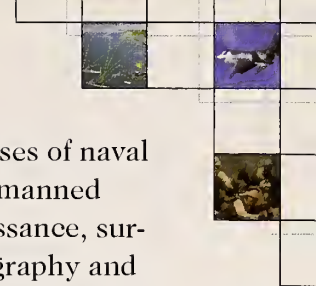 ses of naval
manned
ssance, sur-
graphy and